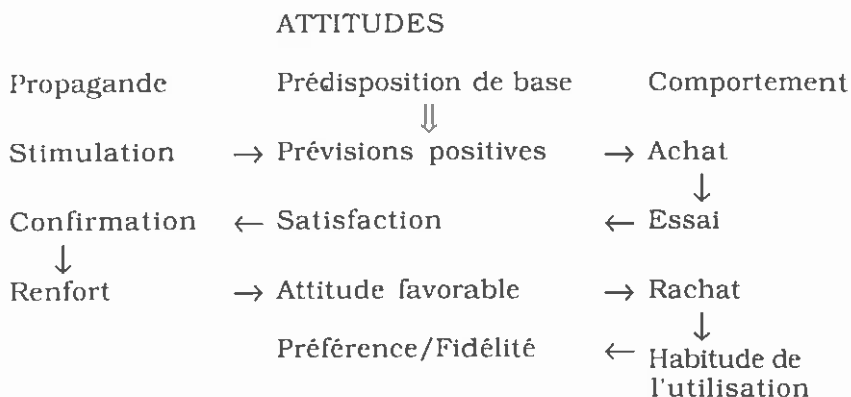 ATTITUDES
Propagande Prédisposition de base Comportement
⇓
Stimulation → Prévisions positives → Achat
↓
Confirmation ← Satisfaction ← Essai
↓
Renfort → Attitude favorable → Rachat
↓
Préférence/Fidélité ← Habitude de
l'utilisation